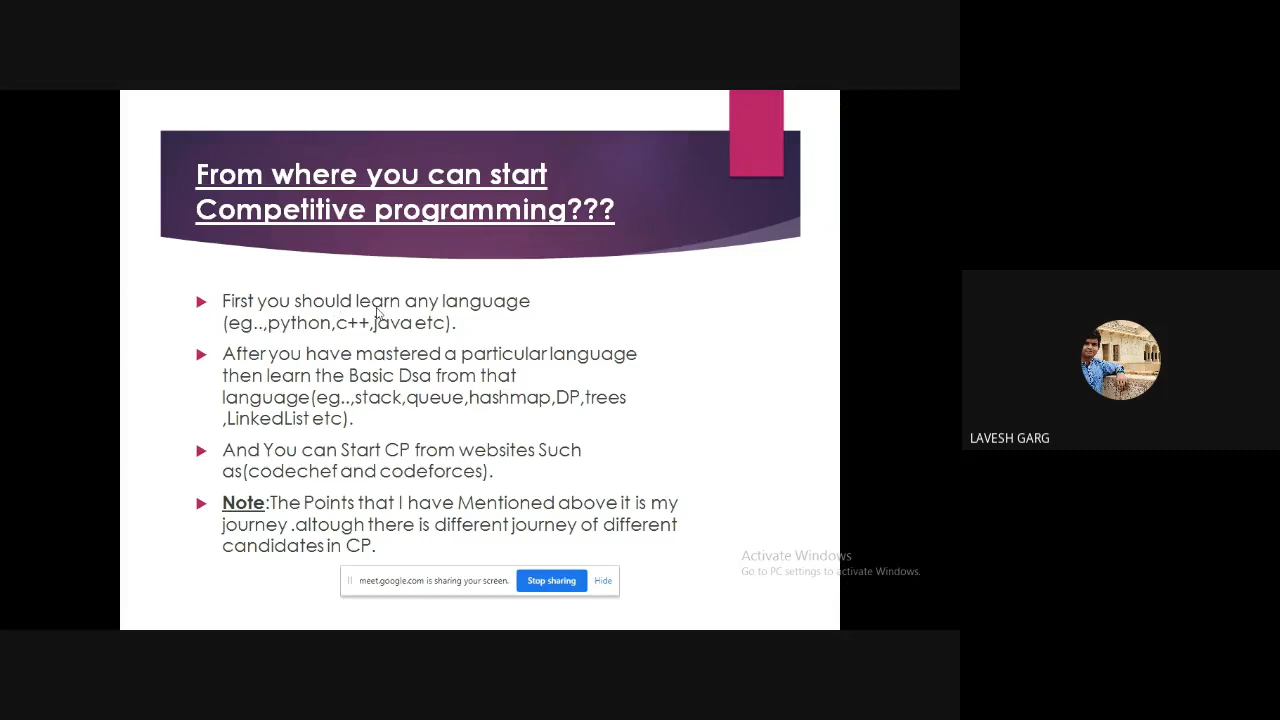 From where you can start
Competitive programming???
First you should learn any language
(eg..,python,c++,java etc).
After you have mastered a particular language
then learn the Basic Dsa from that
language(eg..,stack,queue,hashmap,DP,trees
,LinkedList etc).
And You can Start CP from websites Such
as(codechef and codeforces).
Note:The Points that I have Mentioned above it is my
journey .altough there is different journey of different
candidates in CP.
meet.google.com is sharing your screen. Stop sharing Hide
Activate Windows
Go to PC settings to activate Windows.
LAVESH GARG